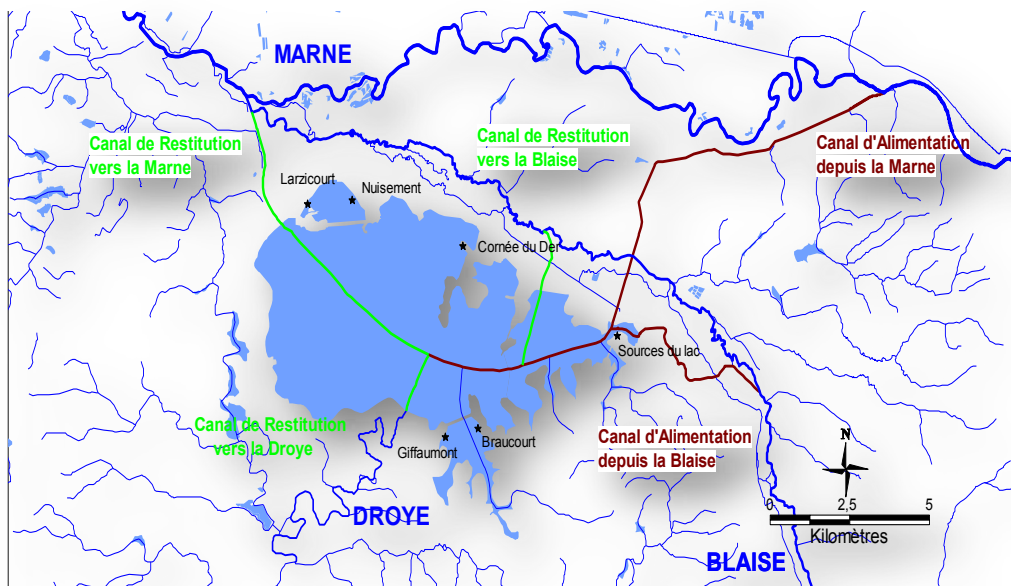 MARNE
Canal de Restitution
vers la Marne
Canal de Restitution
vers la Blaise
Canal d'Alimentation
depuis la Marne
Larzicourt
Nuisement
Cornée du Der
Sources du lac
Canal de Restitution
vers la Droye
Giffaumont
Braucourt
Canal d'Alimentation
depuis la Blaise
N
DROYE
0 2,5 5
Kilomètres
BLAISE